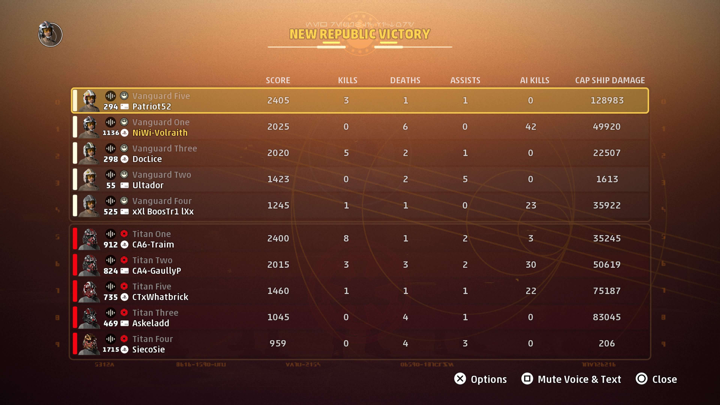 NEW REPUBLIC VICTORY
SCORE KILLS DEATHS ASSISTS AI KILLS CAP SHIP DAMAGE
Vanguard Five
294 Patriot52 2405 3 1 1 0 128983
Vanguard One
1136 NiWi-Volraith 2025 0 6 0 42 49920
Vanguard Three
298 DocLice 2020 5 2 1 0 22507
Vanguard Two
55 Ultador 1423 0 2 5 0 1613
Vanguard Four
525 xXl BoosTr1 lXx 1245 1 1 0 23 35922
Titan One
912 CA6-Traim 2400 8 1 2 3 35245
Titan Two
824 CA4-GaullyP 2015 3 3 2 30 50619
Titan Five
735 CTxWhatbrick 1460 1 1 1 22 75187
Titan Three
469 Askeladd 1045 0 4 1 0 83045
Titan Four
1715 SiecoSie 959 0 4 3 0 206
Options Mute Voice & Text Close